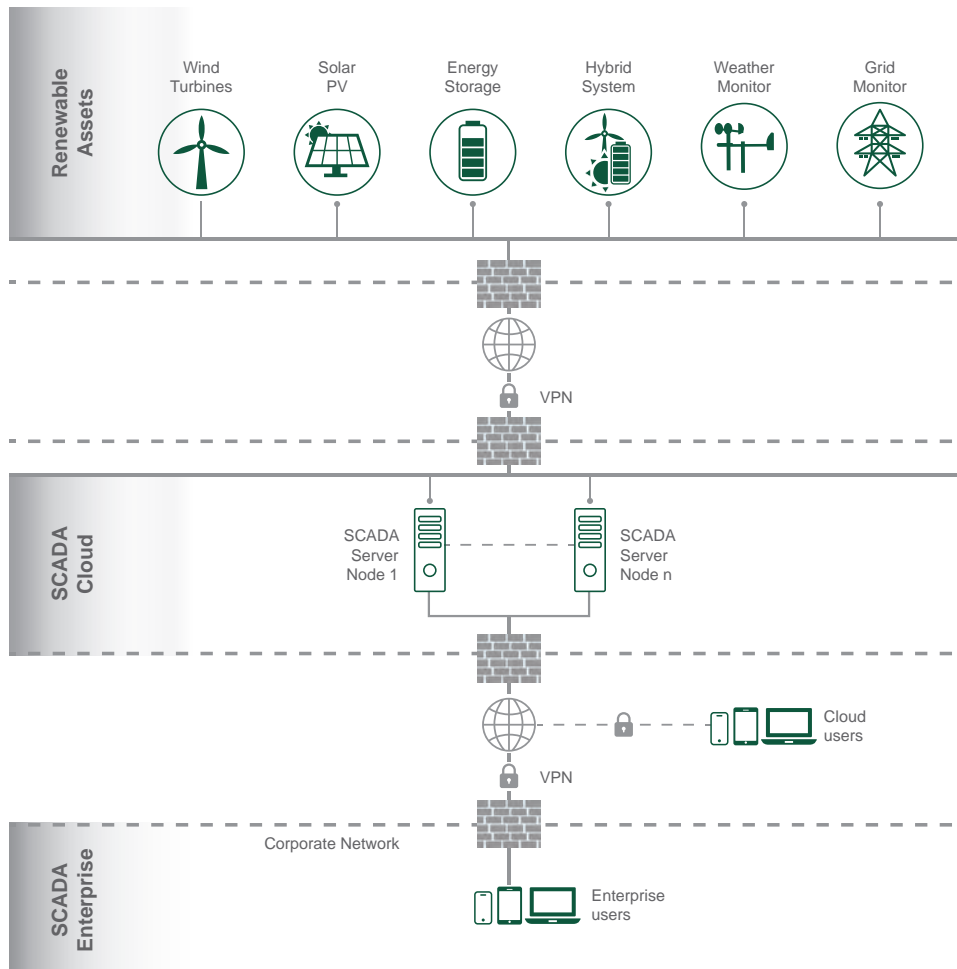 Renewable
Assets
Wind
Turbines
Solar
PV
Energy
Storage
Hybrid
System
Weather
Monitor
Grid
Monitor
VPN
SCADA
Cloud
SCADA
Server
Node 1
SCADA
Server
Node n
Cloud
users
VPN
Corporate Network
SCADA
Enterprise
Enterprise
users